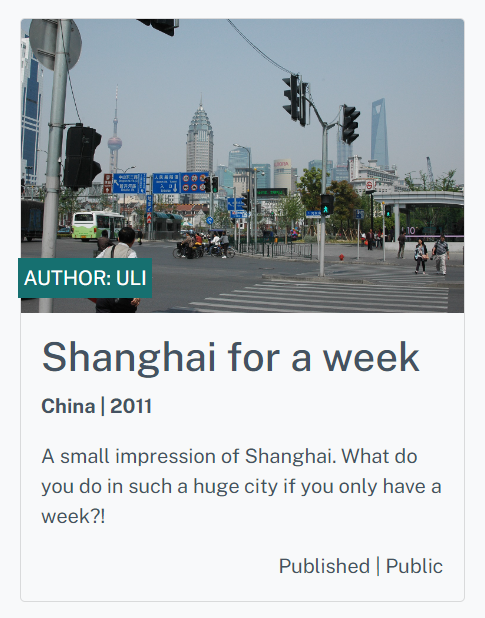 AUTHOR: ULI
Shanghai for a week
China | 2011
A small impression of Shanghai. What do
you do in such a huge city if you only have a
week?!
Published | Public